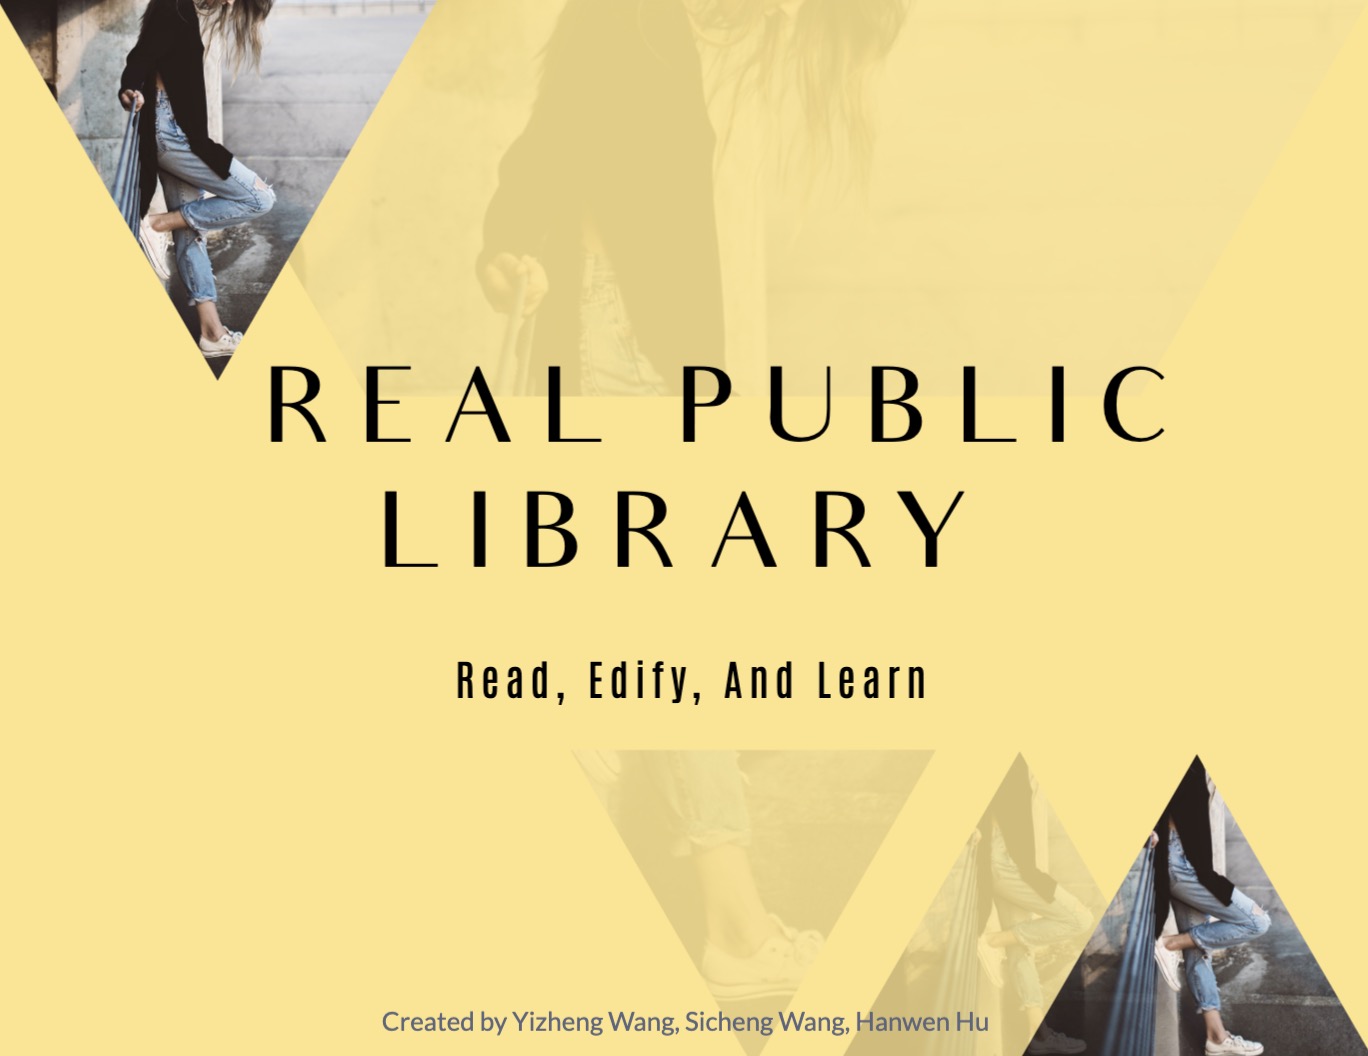 REAL PUBLIC
LIBRARY
Read, Edify, And Learn
Created by Yizheng Wang, Sicheng Wang, Hanwen Hu